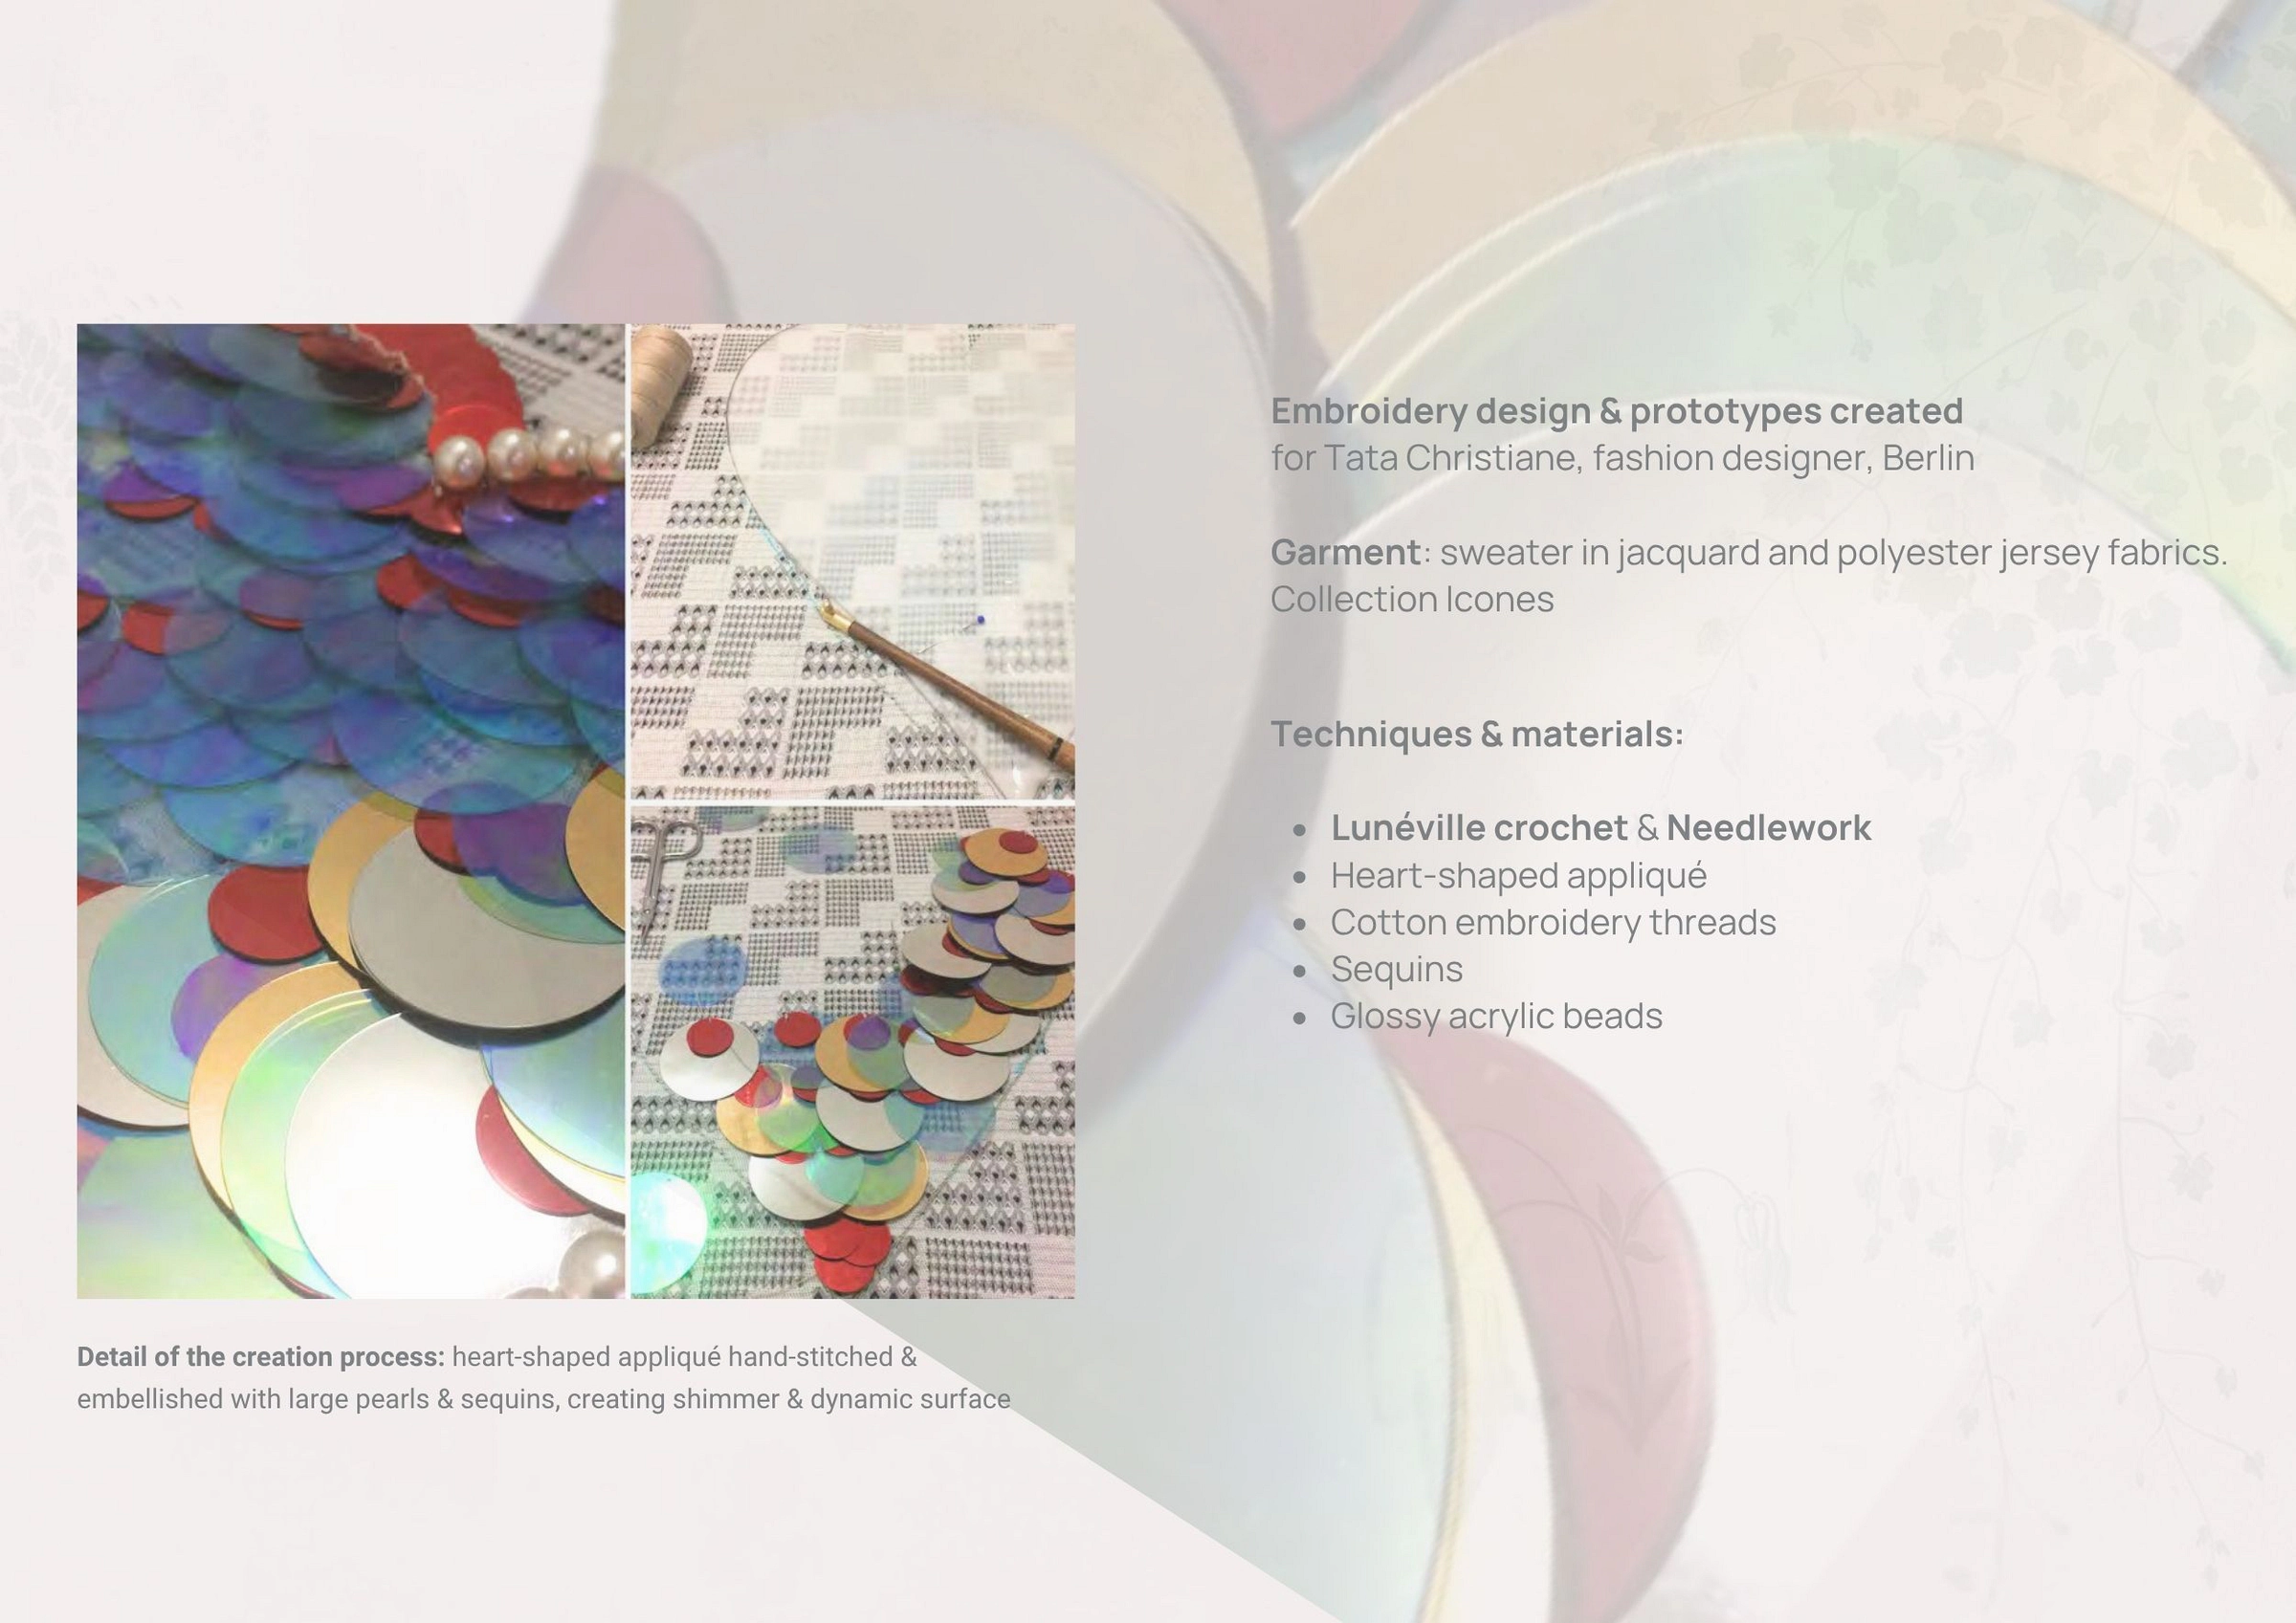 Embroidery design & prototypes created
for Tata Christiane, fashion designer, Berlin
Garment: sweater in jacquard and polyester jersey fabrics.
Collection Icones
Techniques & materials:
• Lunéville crochet & Needlework
• Heart-shaped appliqué
• Cotton embroidery threads
• Sequins
• Glossy acrylic beads
Detail of the creation process: heart-shaped appliqué hand-stitched &
embellished with large pearls & sequins, creating shimmer & dynamic surface